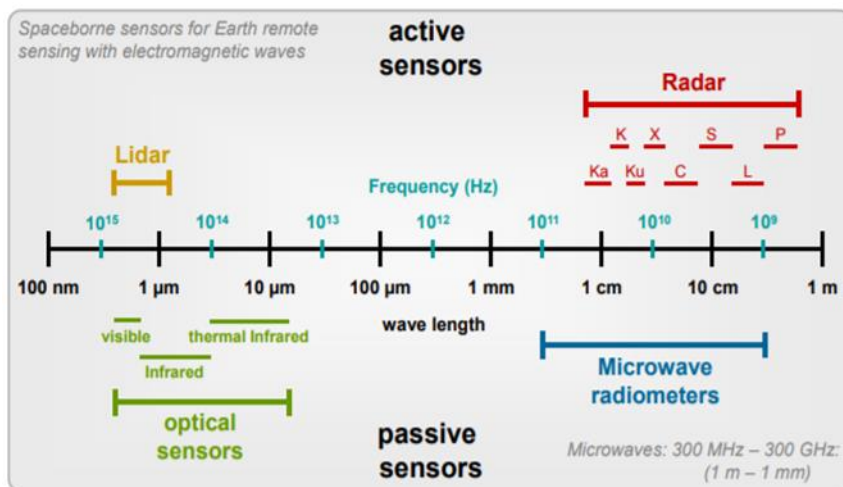 Spaceborne sensors for Earth remote
sensing with electromagnetic waves
active
sensors
Radar
K X S P
Ka Ku C L
Lidar
Frequency (Hz)
10¹⁵ 10¹⁴ 10¹³ 10¹² 10¹¹ 10¹⁰ 10⁹
100 nm 1 µm 10 µm 100 µm 1 mm 1 cm 10 cm 1 m
wave length
visible thermal Infrared
Infrared
optical
sensors
Microwave
radiometers
passive
sensors
Microwaves: 300 MHz – 300 GHz:
(1 m – 1 mm)